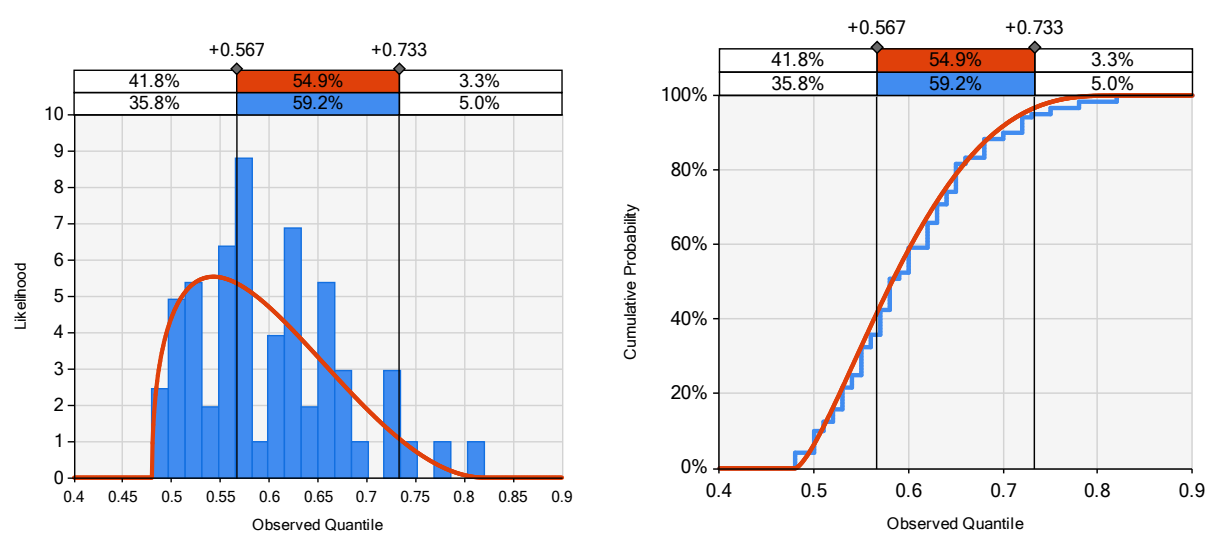 +0.567 +0.733
41.8% 54.9% 3.3%
35.8% 59.2% 5.0%
10
9
8
7
6
5
4
3
2
1
0
Likelihood
0.4 0.45 0.5 0.5 0.6 0.65 0.7 0.75 0.8 0.85 0.9
Observed Quantile
+0.567 +0.733
41.8% 54.9% 3.3%
35.8% 59.2% 5.0%
100%
80%
60%
40%
20%
0%
Cumulative Probability
0.4 0.5 0.6 0.7 0.8 0.9
Observed Quantile